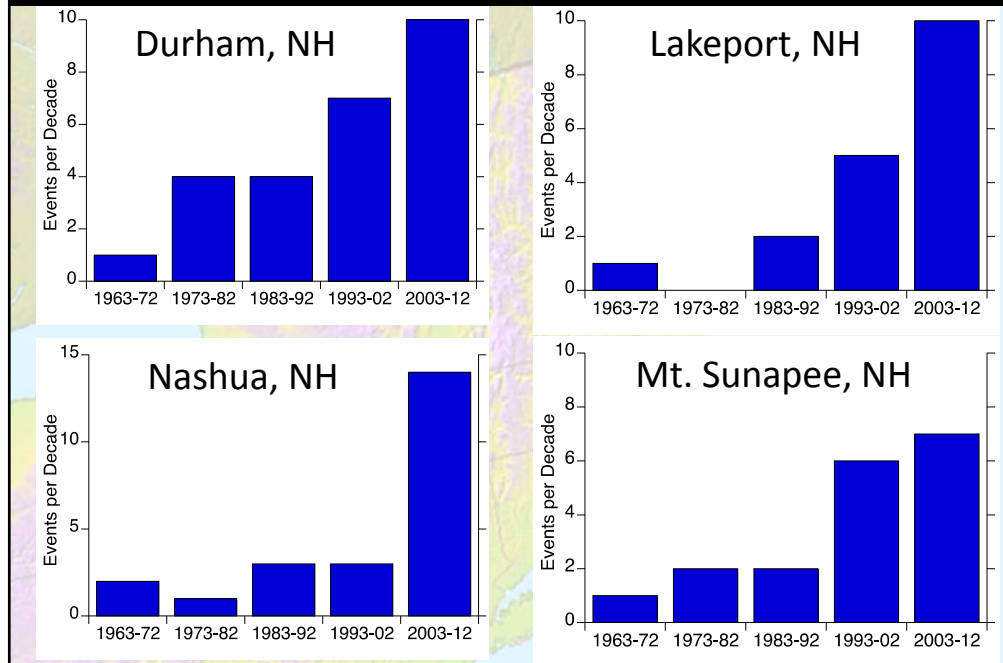 Durham, NH
Events per Decade
10
8
6
4
2
0
1963-72 1973-82 1983-92 1993-02 2003-12
Lakeport, NH
Events per Decade
10
8
6
4
2
0
1963-72 1973-82 1983-92 1993-02 2003-12
Nashua, NH
Events per Decade
15
10
5
0
1963-72 1973-82 1983-92 1993-02 2003-12
Mt. Sunapee, NH
Events per Decade
10
8
6
4
2
0
1963-72 1973-82 1983-92 1993-02 2003-12